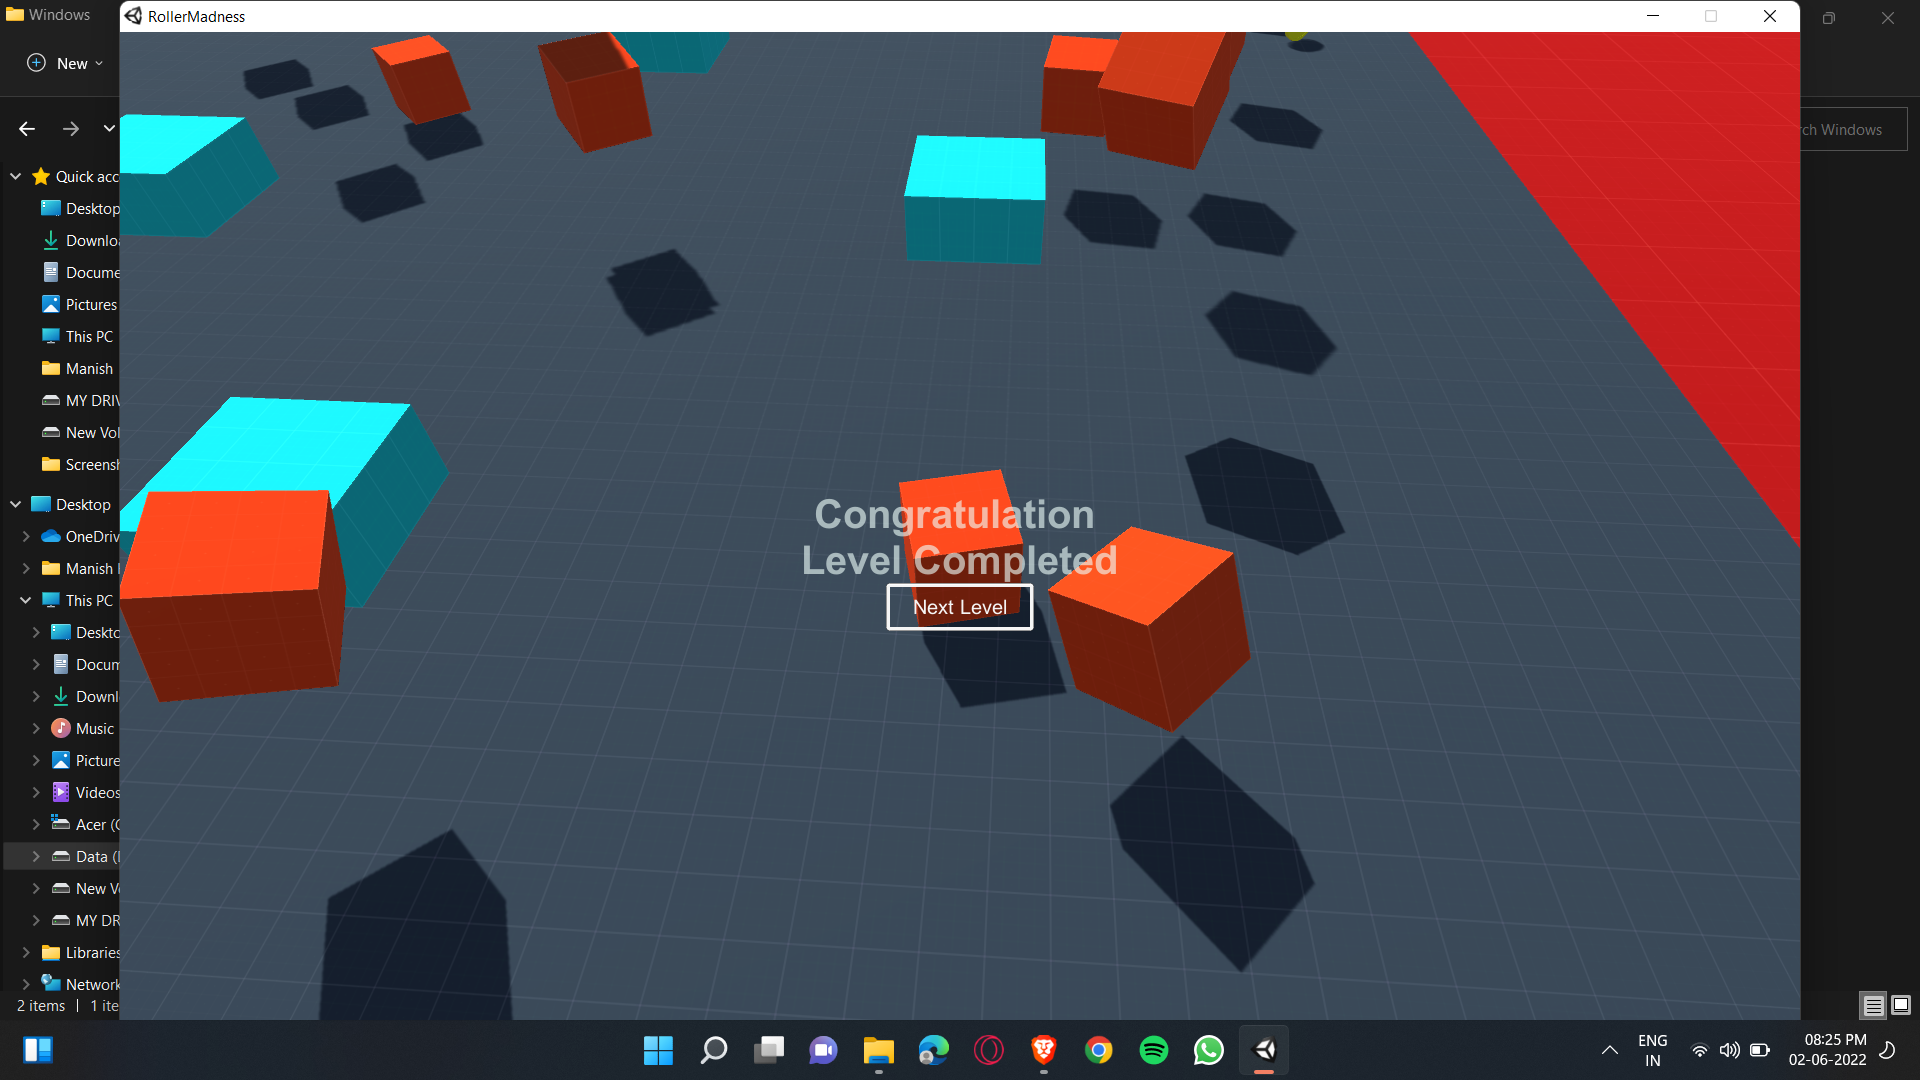 Windows
RollerMadness
New
rch Windows
Quick acc
Desktop
Downloa
Docume
Pictures
This PC
Manish
MY DRIV
New Vol
Screensh
Desktop
OneDriv
Manish
This PC
Deskto
Docum
Downl
Music
Picture
Videos
Acer (
Data (
New V
MY DR
Libraries
Network
Congratulation
Level Completed
Next Level
2 items
1 ite
ENG
IN
08:25 PM
02-06-2022